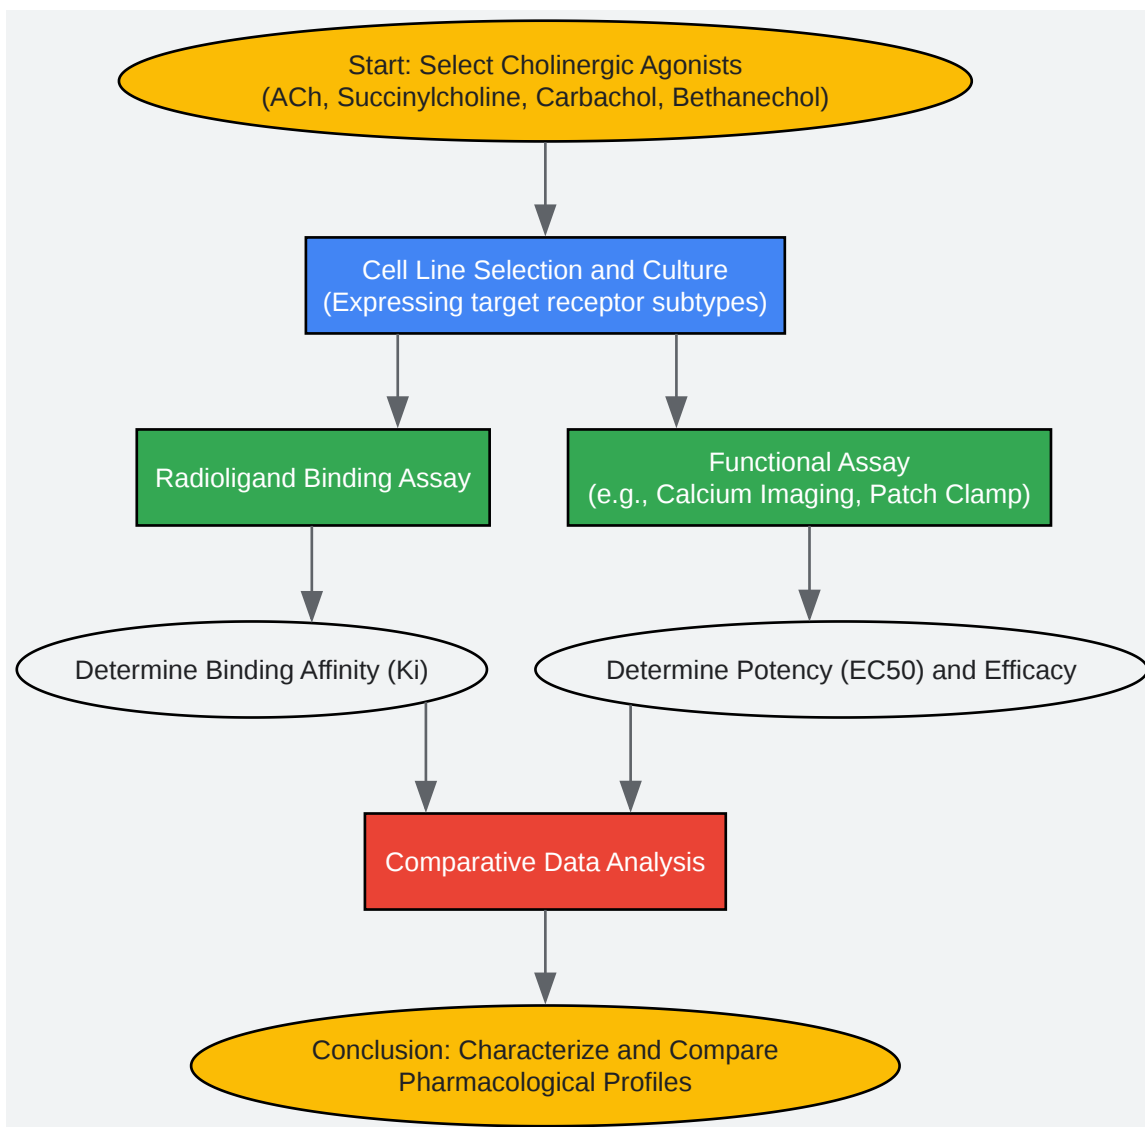 Start: Select Cholinergic Agonists
(ACh, Succinylcholine, Carbachol, Bethanechol)
Cell Line Selection and Culture
(Expressing target receptor subtypes)
Radioligand Binding Assay
Functional Assay
(e.g., Calcium Imaging, Patch Clamp)
Determine Binding Affinity (Ki)
Determine Potency (EC50) and Efficacy
Comparative Data Analysis
Conclusion: Characterize and Compare
Pharmacological Profiles